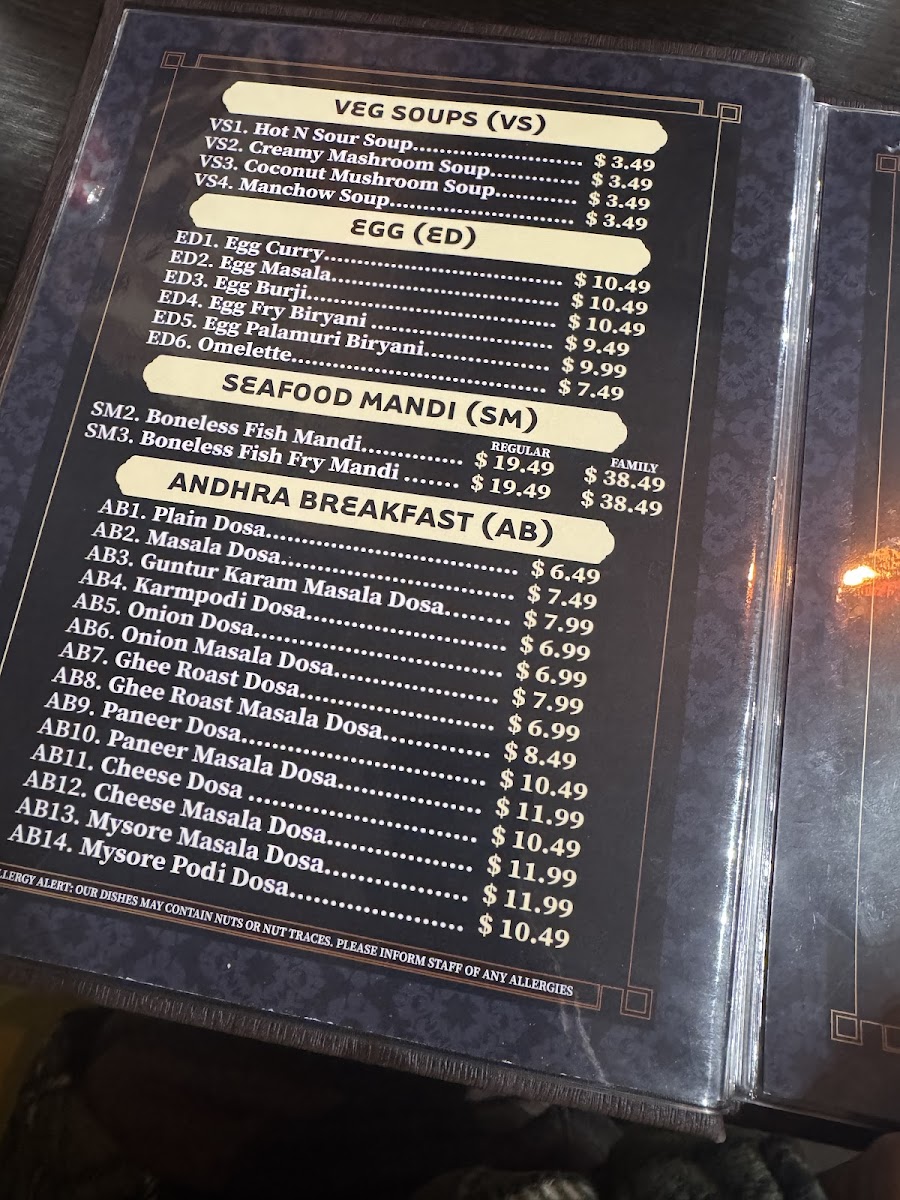 VEG SOUPS (VS)
VS1. Hot N Sour Soup............................ $ 3.49
VS2. Creamy Mashroom Soup............... $ 3.49
VS3. Coconut Mushroom Soup............. $ 3.49
VS4. Manchow Soup.............................. $ 3.49
EGG (ED)
ED1. Egg Curry....................................... $ 10.49
ED2. Egg Masala..................................... $ 10.49
ED3. Egg Burji........................................ $ 10.49
ED4. Egg Fry Biryani ............................. $ 9.49
ED5. Egg Palamuri Biryani.................... $ 9.99
ED6. Omelette......................................... $ 7.49
SEAFOOD MANDI (SM)
REGULAR FAMILY
SM2. Boneless Fish Mandi............... $ 19.49 $ 38.49
SM3. Boneless Fish Fry Mandi ........ $ 19.49 $ 38.49
ANDHRA BREAKFAST (AB)
AB1. Plain Dosa...................................... $ 6.49
AB2. Masala Dosa................................... $ 7.49
AB3. Guntur Karam Masala Dosa.......... $ 7.99
AB4. Karmpodi Dosa.............................. $ 6.99
AB5. Onion Dosa..................................... $ 6.99
AB6. Onion Masala Dosa........................ $ 7.99
AB7. Ghee Roast Dosa............................ $ 6.99
AB8. Ghee Roast Masala Dosa................ $ 8.49
AB9. Paneer Dosa.................................... $ 10.49
AB10. Paneer Masala Dosa..................... $ 11.99
AB11. Cheese Dosa ................................. $ 10.49
AB12. Cheese Masala Dosa..................... $ 11.99
AB13. Mysore Masala Dosa..................... $ 11.99
AB14. Mysore Podi Dosa......................... $ 10.49
LLERGY ALERT: OUR DISHES MAY CONTAIN NUTS OR NUT TRACES. PLEASE INFORM STAFF OF ANY ALLERGIES